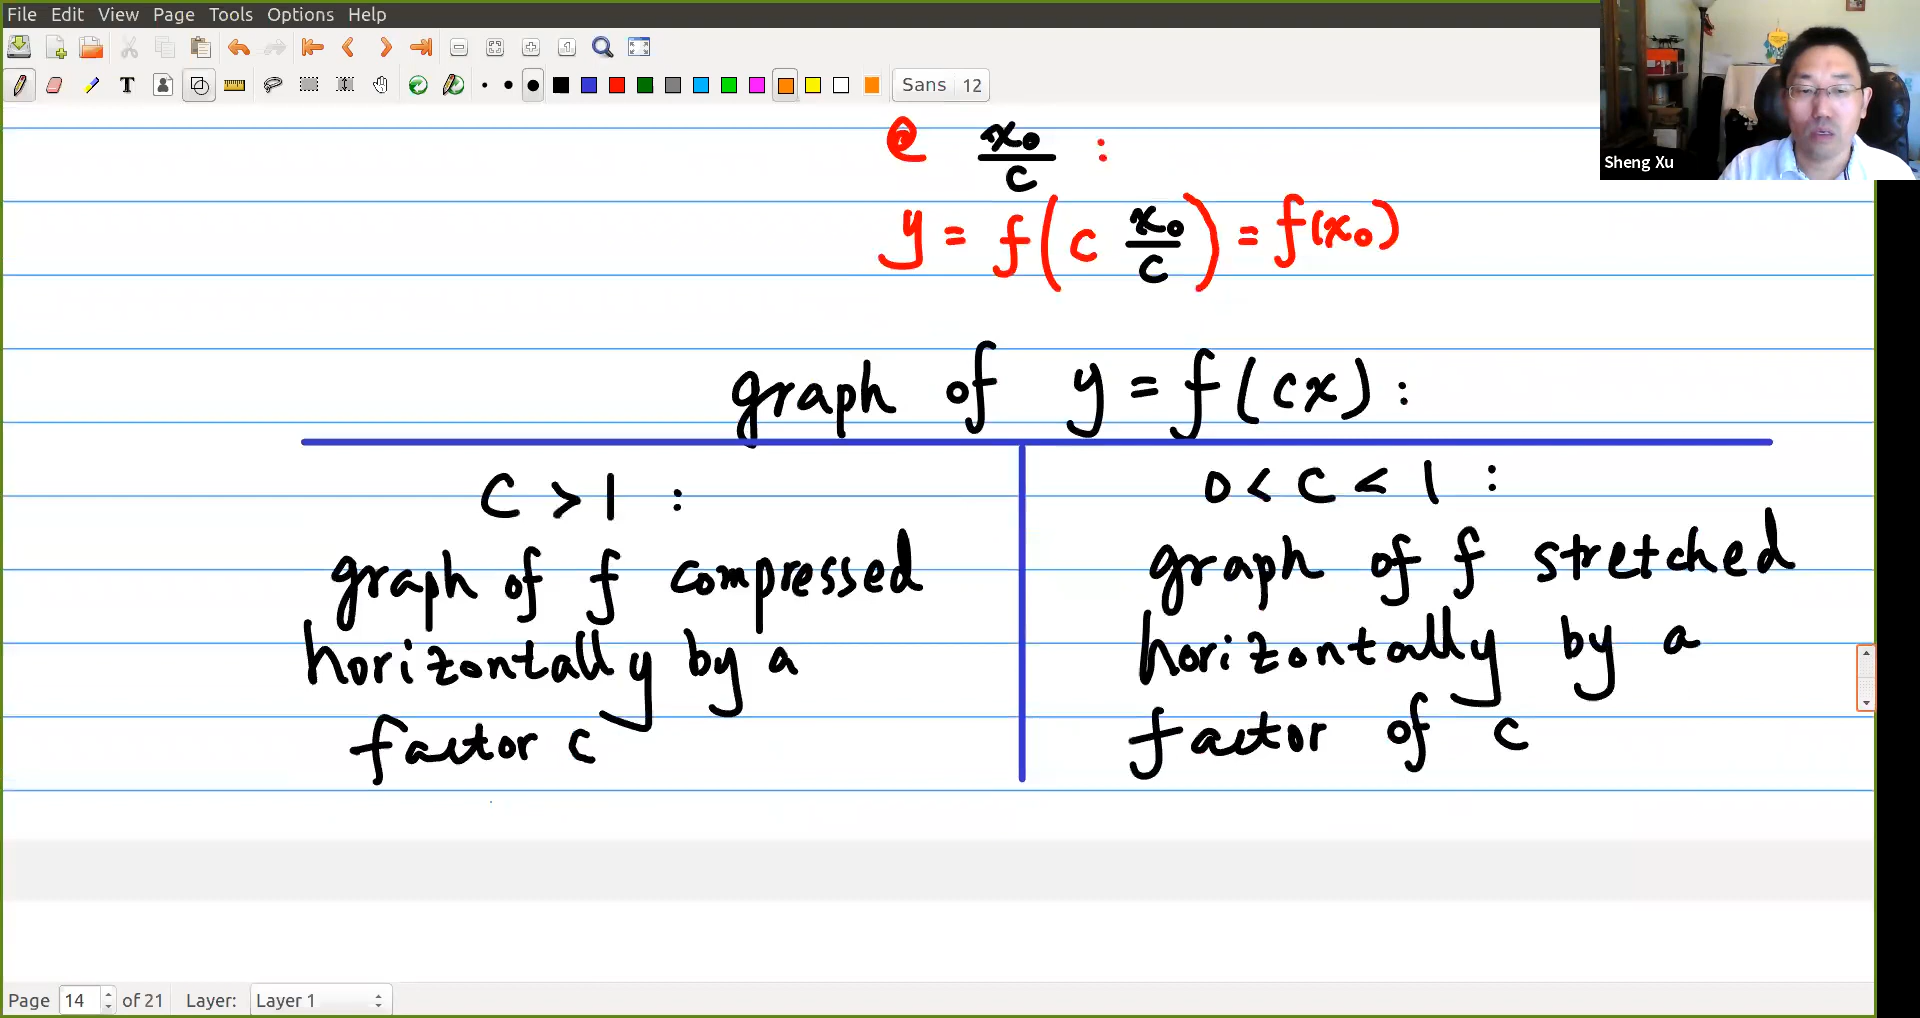 File Edit View Page Tools Options Help
Sans 12
Sheng Xu
@ x₀/c :
y = f(c x₀/c) = f(x₀)
graph of y = f(cx) :
c > 1 :
graph of f compressed
horizontally by a
factor c
0 < c < 1 :
graph of f stretched
horizontally by a
factor of c
Page 14 of 21 Layer: Layer 1